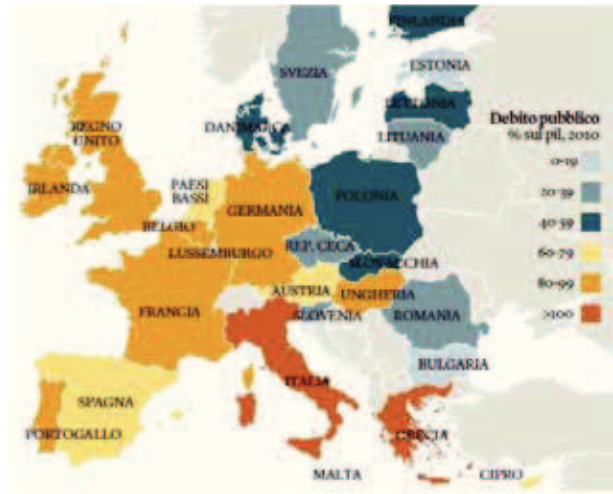 FINLANDIA
SVEZIA
ESTONIA
LETTONIA
DANIMARCA
LITUANIA
REGNO
UNITO
IRLANDA
PAESI
BASSI
GERMANIA
POLONIA
BELGIO
LUSSEMBURGO
REP. CECA
SLOVACCHIA
AUSTRIA
UNGHERIA
FRANCIA
SLOVENIA
ROMANIA
BULGARIA
ITALIA
SPAGNA
PORTOGALLO
GRECIA
MALTA
CIPRO
Debito pubblico
% sul pil, 2010
0-19
20-39
40-59
60-79
80-99
>100